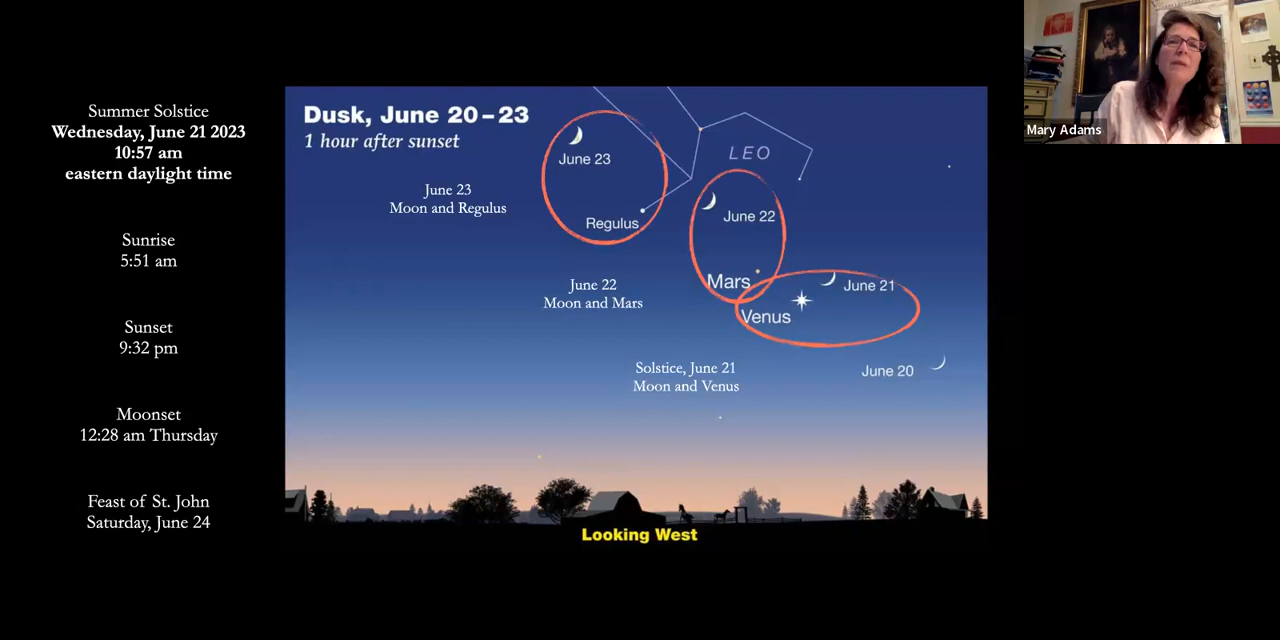 Summer Solstice
Wednesday, June 21 2023
10:57 am
eastern daylight time
Sunrise
5:51 am
Sunset
9:32 pm
Moonset
12:28 am Thursday
Feast of St. John
Saturday, June 24
Dusk, June 20–23
1 hour after sunset
June 23
June 23
Moon and Regulus
Regulus
LEO
June 22
June 22
Moon and Mars
Mars
June 21
Venus
Solstice, June 21
Moon and Venus
June 20
Looking West
Mary Adams